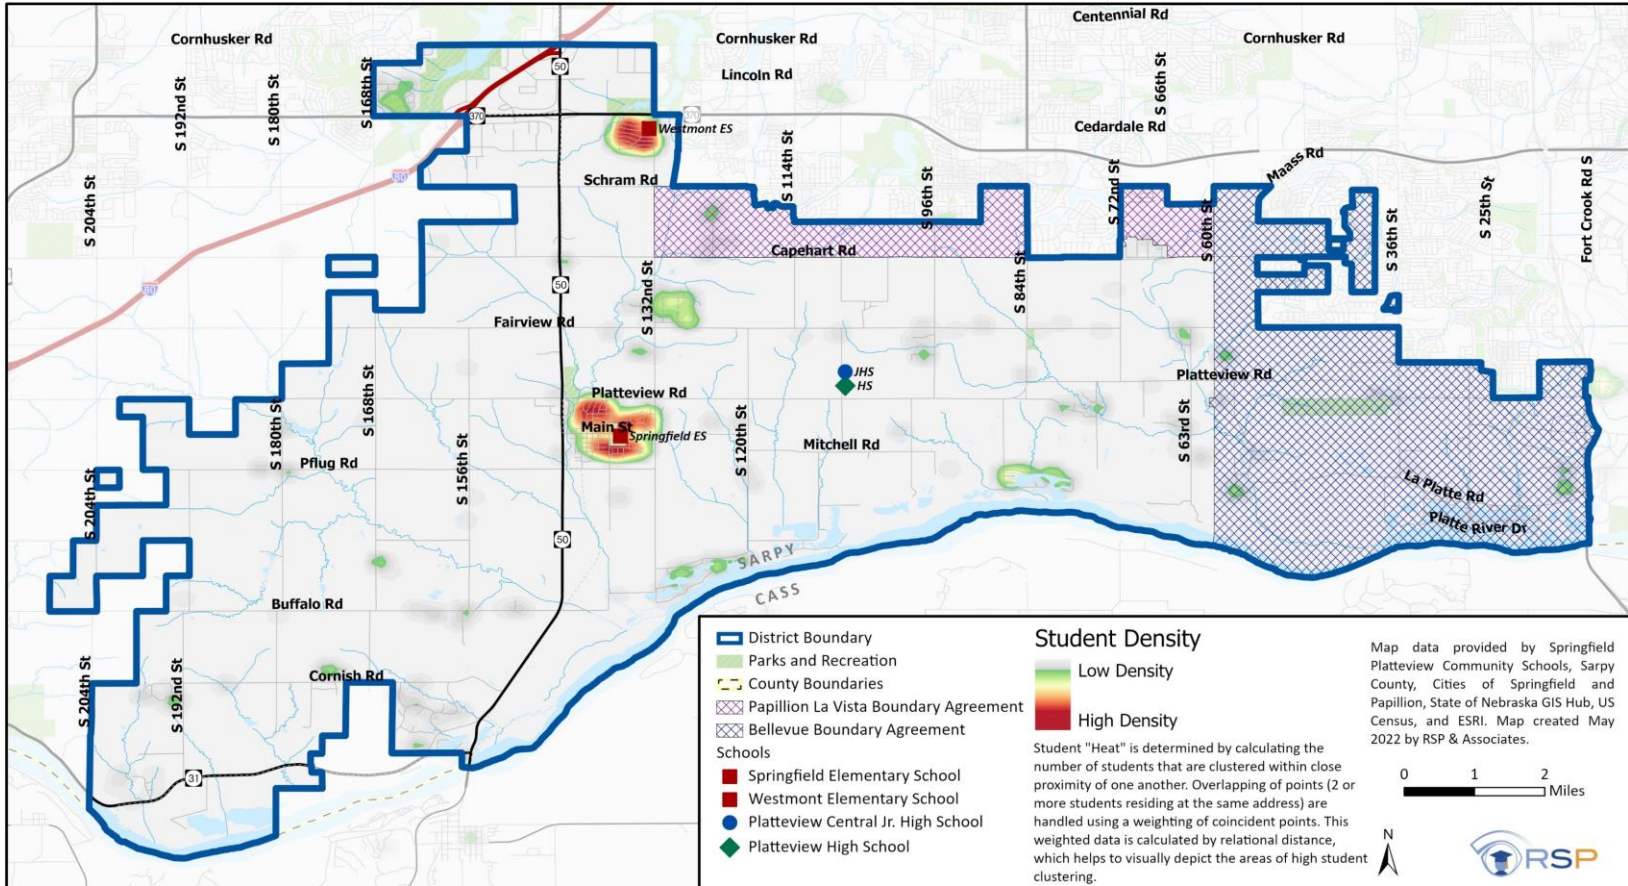 Centennial Rd
Cornhusker Rd
Cornhusker Rd
Cornhusker Rd
Lincoln Rd
50
S 168th St
S 192nd St
S 180th St
S 66th St
370
370
Westmont ES
Cedardale Rd
Maass Rd
S 114th St
80
Schram Rd
S 204th St
S 96th St
S 72nd St
S 60th St
S 36th St
S 25th St
Fort Crook Rd S
Capehart Rd
80
50
S 132nd St
S 84th St
Fairview Rd
JHS
HS
Platteview Rd
Platteview Rd
S 168th St
S 180th St
Main St
Springfield ES
S 120th St
Mitchell Rd
S 63rd St
Pflug Rd
S 156th St
S 204th St
La Platte Rd
Platte River Dr
50
SARPY
CASS
Buffalo Rd
Cornish Rd
S 204th St
S 192nd St
31
District Boundary
Parks and Recreation
County Boundaries
Papillion La Vista Boundary Agreement
Bellevue Boundary Agreement
Schools
Springfield Elementary School
Westmont Elementary School
Platteview Central Jr. High School
Platteview High School
Student Density
Low Density
High Density
Student "Heat" is determined by calculating the
number of students that are clustered within close
proximity of one another. Overlapping of points (2 or
more students residing at the same address) are
handled using a weighting of coincident points. This
weighted data is calculated by relational distance,
which helps to visually depict the areas of high student
clustering.
Map data provided by Springfield
Platteview Community Schools, Sarpy
County, Cities of Springfield and
Papillion, State of Nebraska GIS Hub, US
Census, and ESRI. Map created May
2022 by RSP & Associates.
0 1 2
Miles
N
RSP